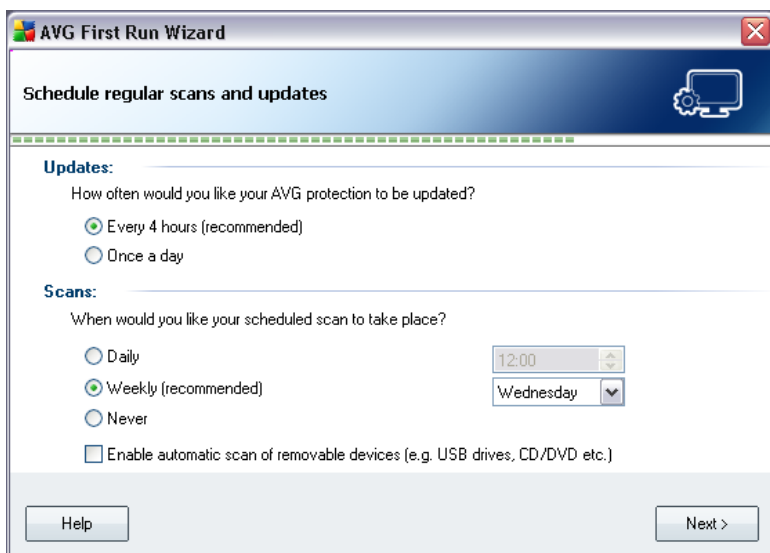 AVG First Run Wizard
Schedule regular scans and updates
Updates:
How often would you like your AVG protection to be updated?
Every 4 hours (recommended)
Once a day
Scans:
When would you like your scheduled scan to take place?
Daily
12:00
Weekly (recommended)
Wednesday
Never
Enable automatic scan of removable devices (e.g. USB drives, CD/DVD etc.)
Help
Next >